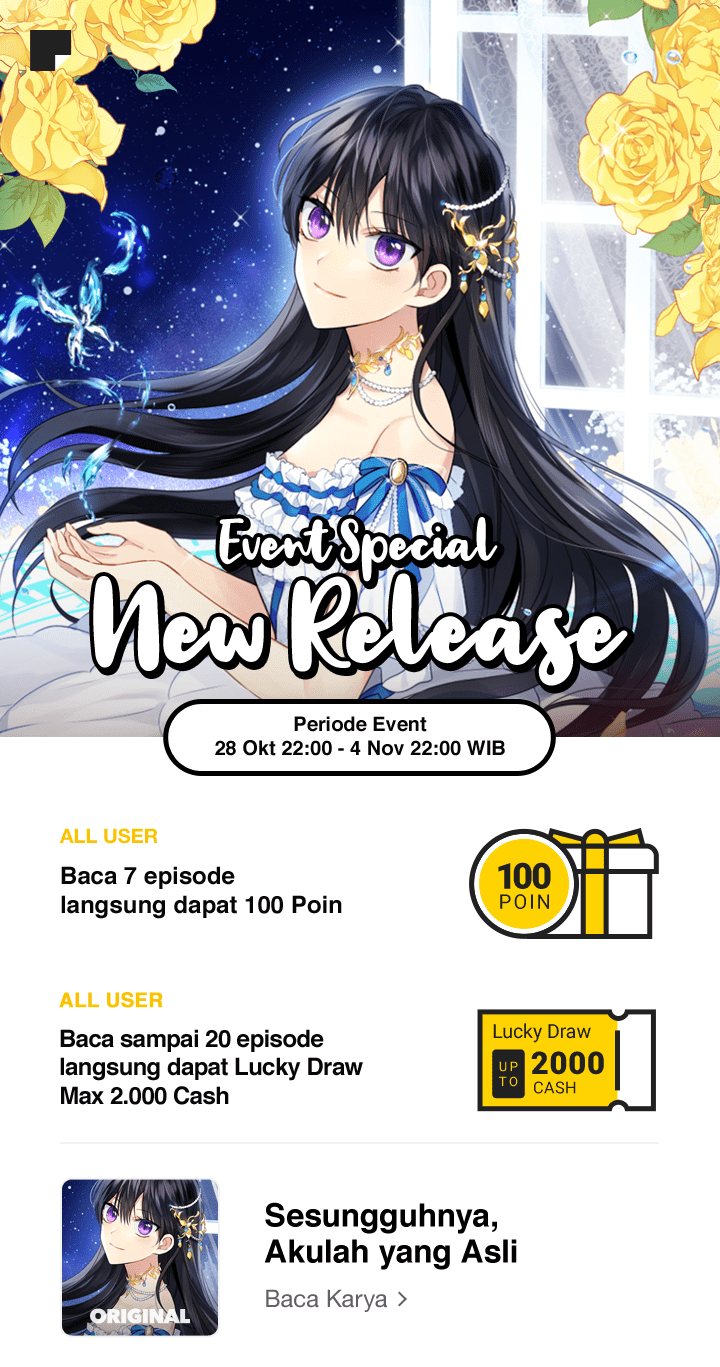 Event Special
New Release
Periode Event
28 Okt 22:00 - 4 Nov 22:00 WIB
ALL USER
Baca 7 episode
langsung dapat 100 Poin
100
POIN
ALL USER
Baca sampai 20 episode
langsung dapat Lucky Draw
Max 2.000 Cash
Lucky Draw
UP
TO
2000
CASH
ORIGINAL
Sesungguhnya,
Akulah yang Asli
Baca Karya >